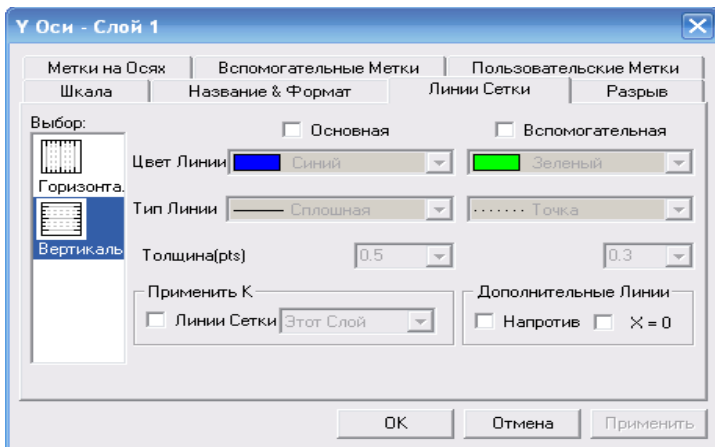 Y Оси - Слой 1
Метки на Осях Вспомогательные Метки Пользовательские Метки
Шкала Название & Формат Линии Сетки Разрыв
Выбор:
Основная Вспомогательная
Цвет Линии Синий Зеленый
Горизонта.
Тип Линии Сплошная Точка
Вертикаль
Толщина(pts) 0.5 0.3
Применить К Дополнительные Линии
Линии Сетки Этот Слой Напротив X = 0
OK Отмена Применить